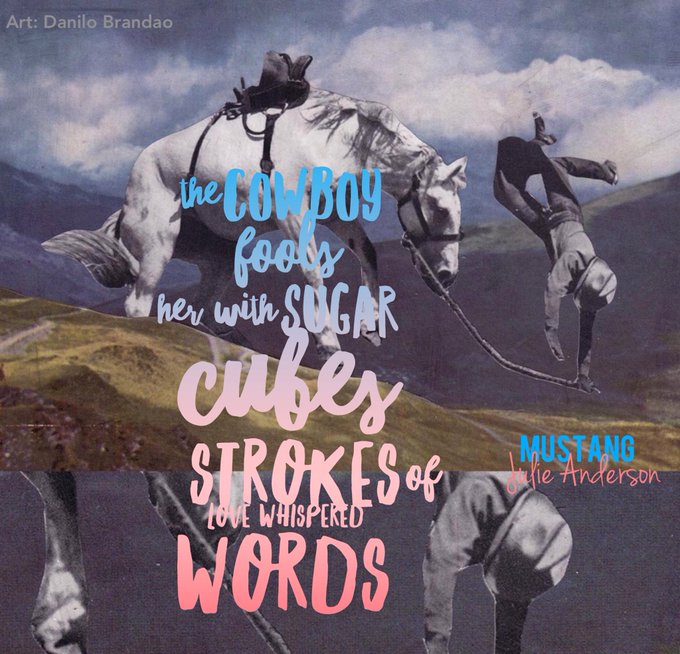 Art: Danilo Brandao
the COWBOY
fools
her with SUGAR
cubes
STROKES of
LOVE WHISPERED
WORDS
MUSTANG
Julie Anderson